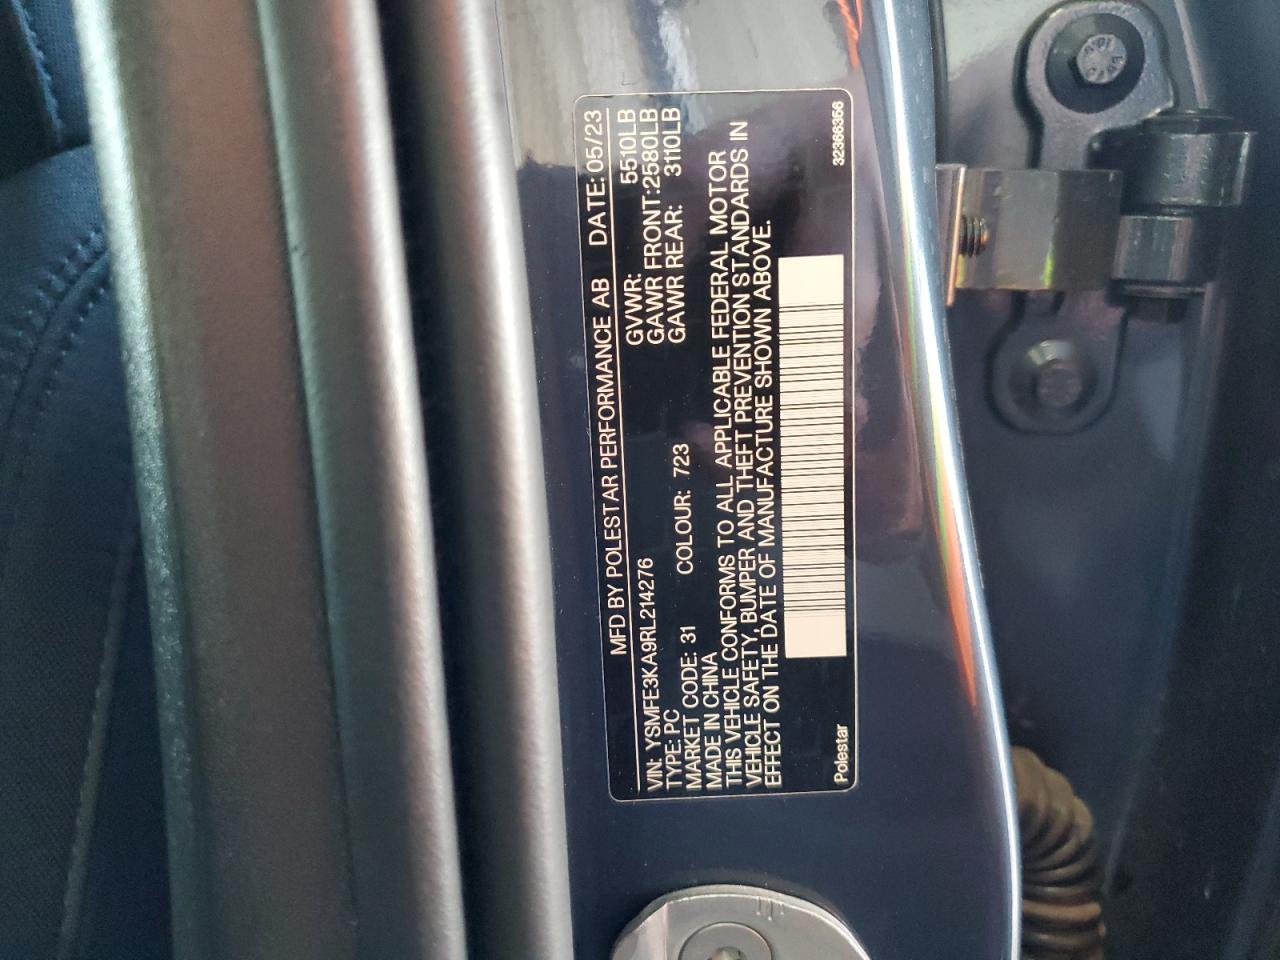 MFD BY POLESTAR PERFORMANCE AB DATE: 05/23
VIN: YSMFE3KA9RL214276 GVWR: 5510LB
TYPE: PC GAWR FRONT: 2580LB
MARKET CODE: 31 COLOUR: 723 GAWR REAR: 3110LB
MADE IN CHINA
THIS VEHICLE CONFORMS TO ALL APPLICABLE FEDERAL MOTOR
VEHICLE SAFETY, BUMPER AND THEFT PREVENTION STANDARDS IN
EFFECT ON THE DATE OF MANUFACTURE SHOWN ABOVE.
Polestar 32366366